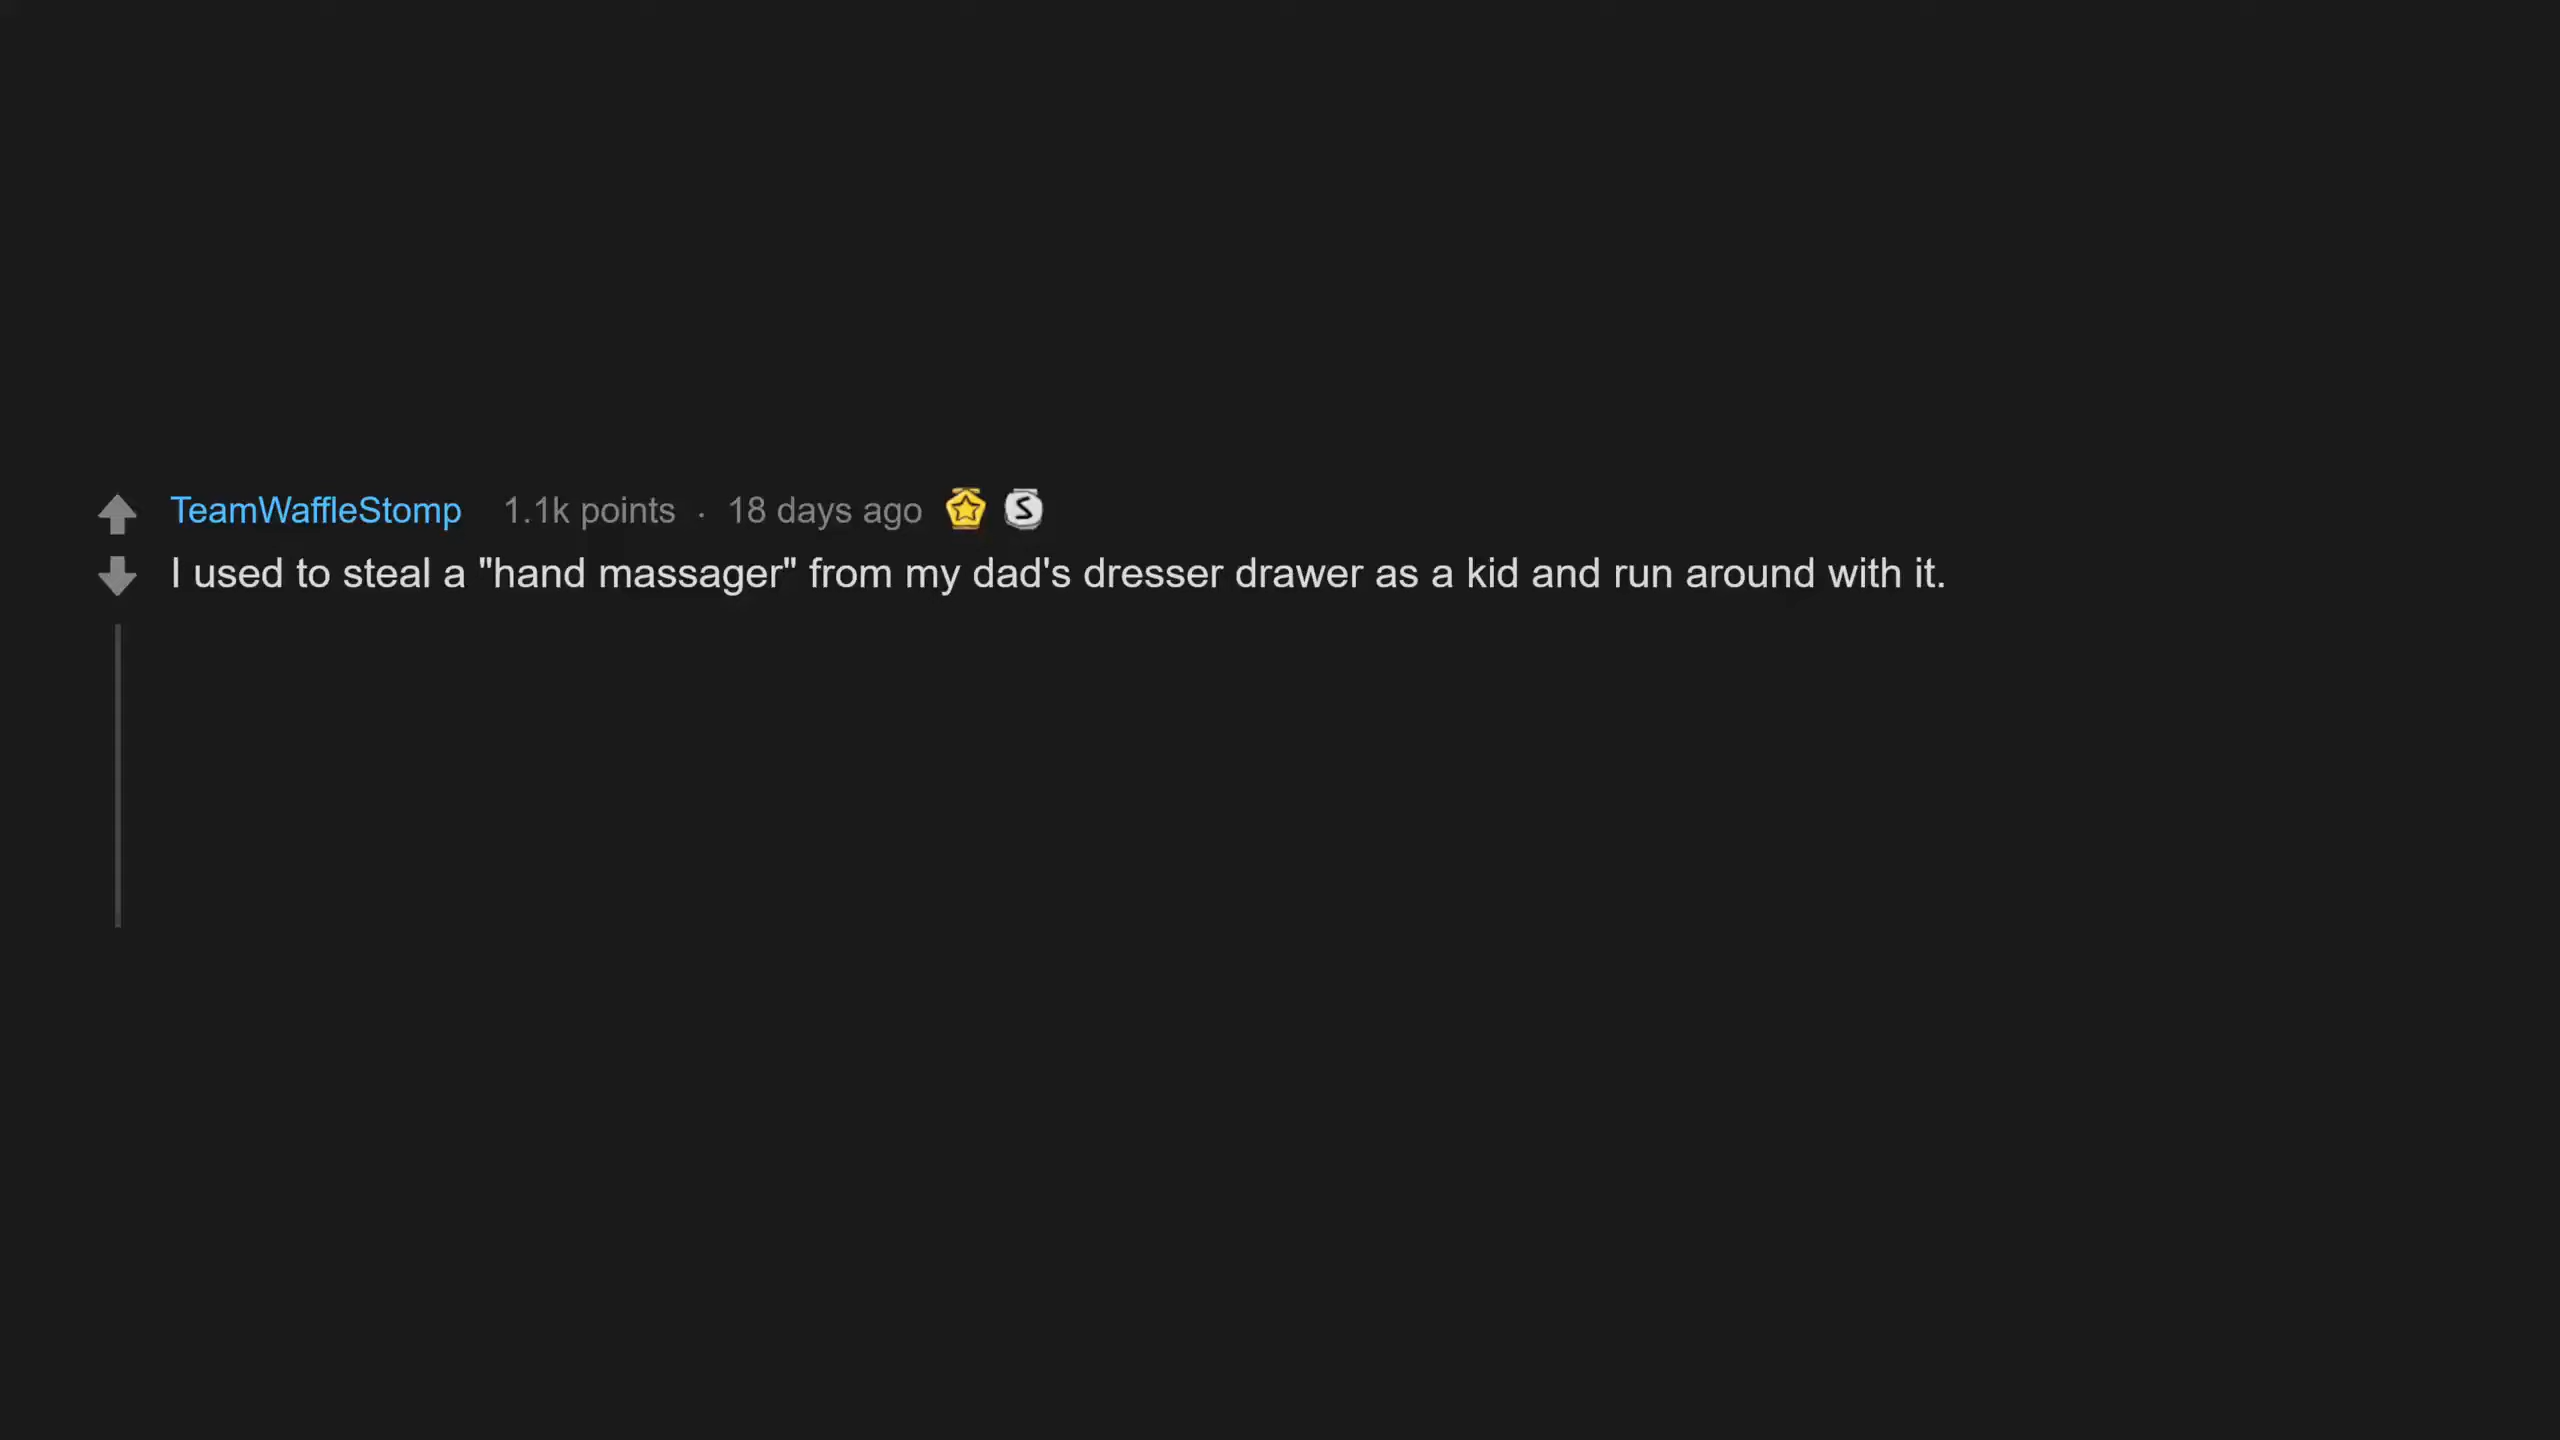 TeamWaffleStomp 1.1k points · 18 days ago
I used to steal a "hand massager" from my dad's dresser drawer as a kid and run around with it.